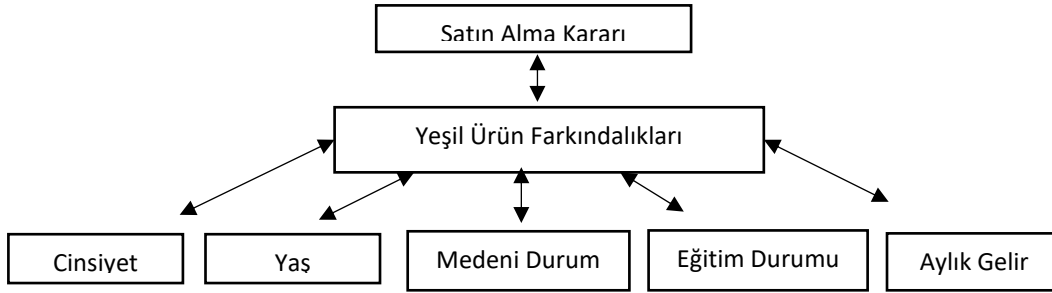 Satın Alma Kararı
Yeşil Ürün Farkındalıkları
Cinsiyet
Yaş
Medeni Durum
Eğitim Durumu
Aylık Gelir